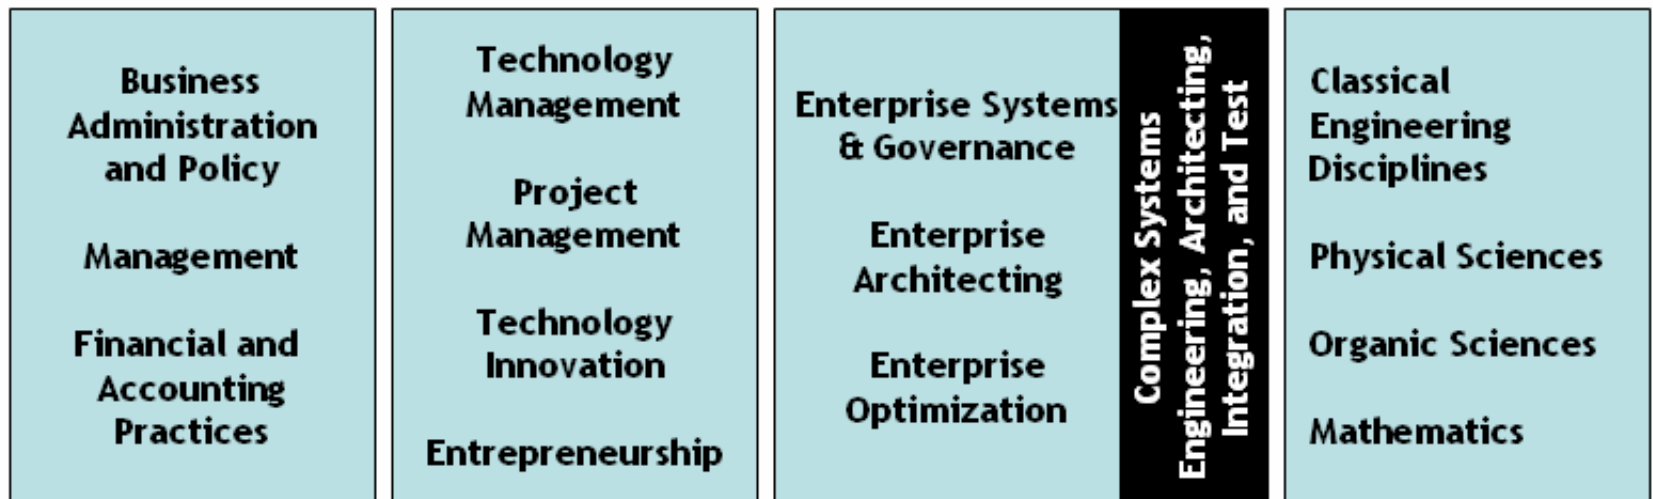 Business
Administration
and Policy
Management
Financial and
Accounting
Practices
Technology
Management
Project
Management
Technology
Innovation
Entrepreneurship
Enterprise Systems
& Governance
Enterprise
Architecting
Enterprise
Optimization
Complex Systems
Engineering, Architecting,
Integration, and Test
Classical
Engineering
Disciplines
Physical Sciences
Organic Sciences
Mathematics